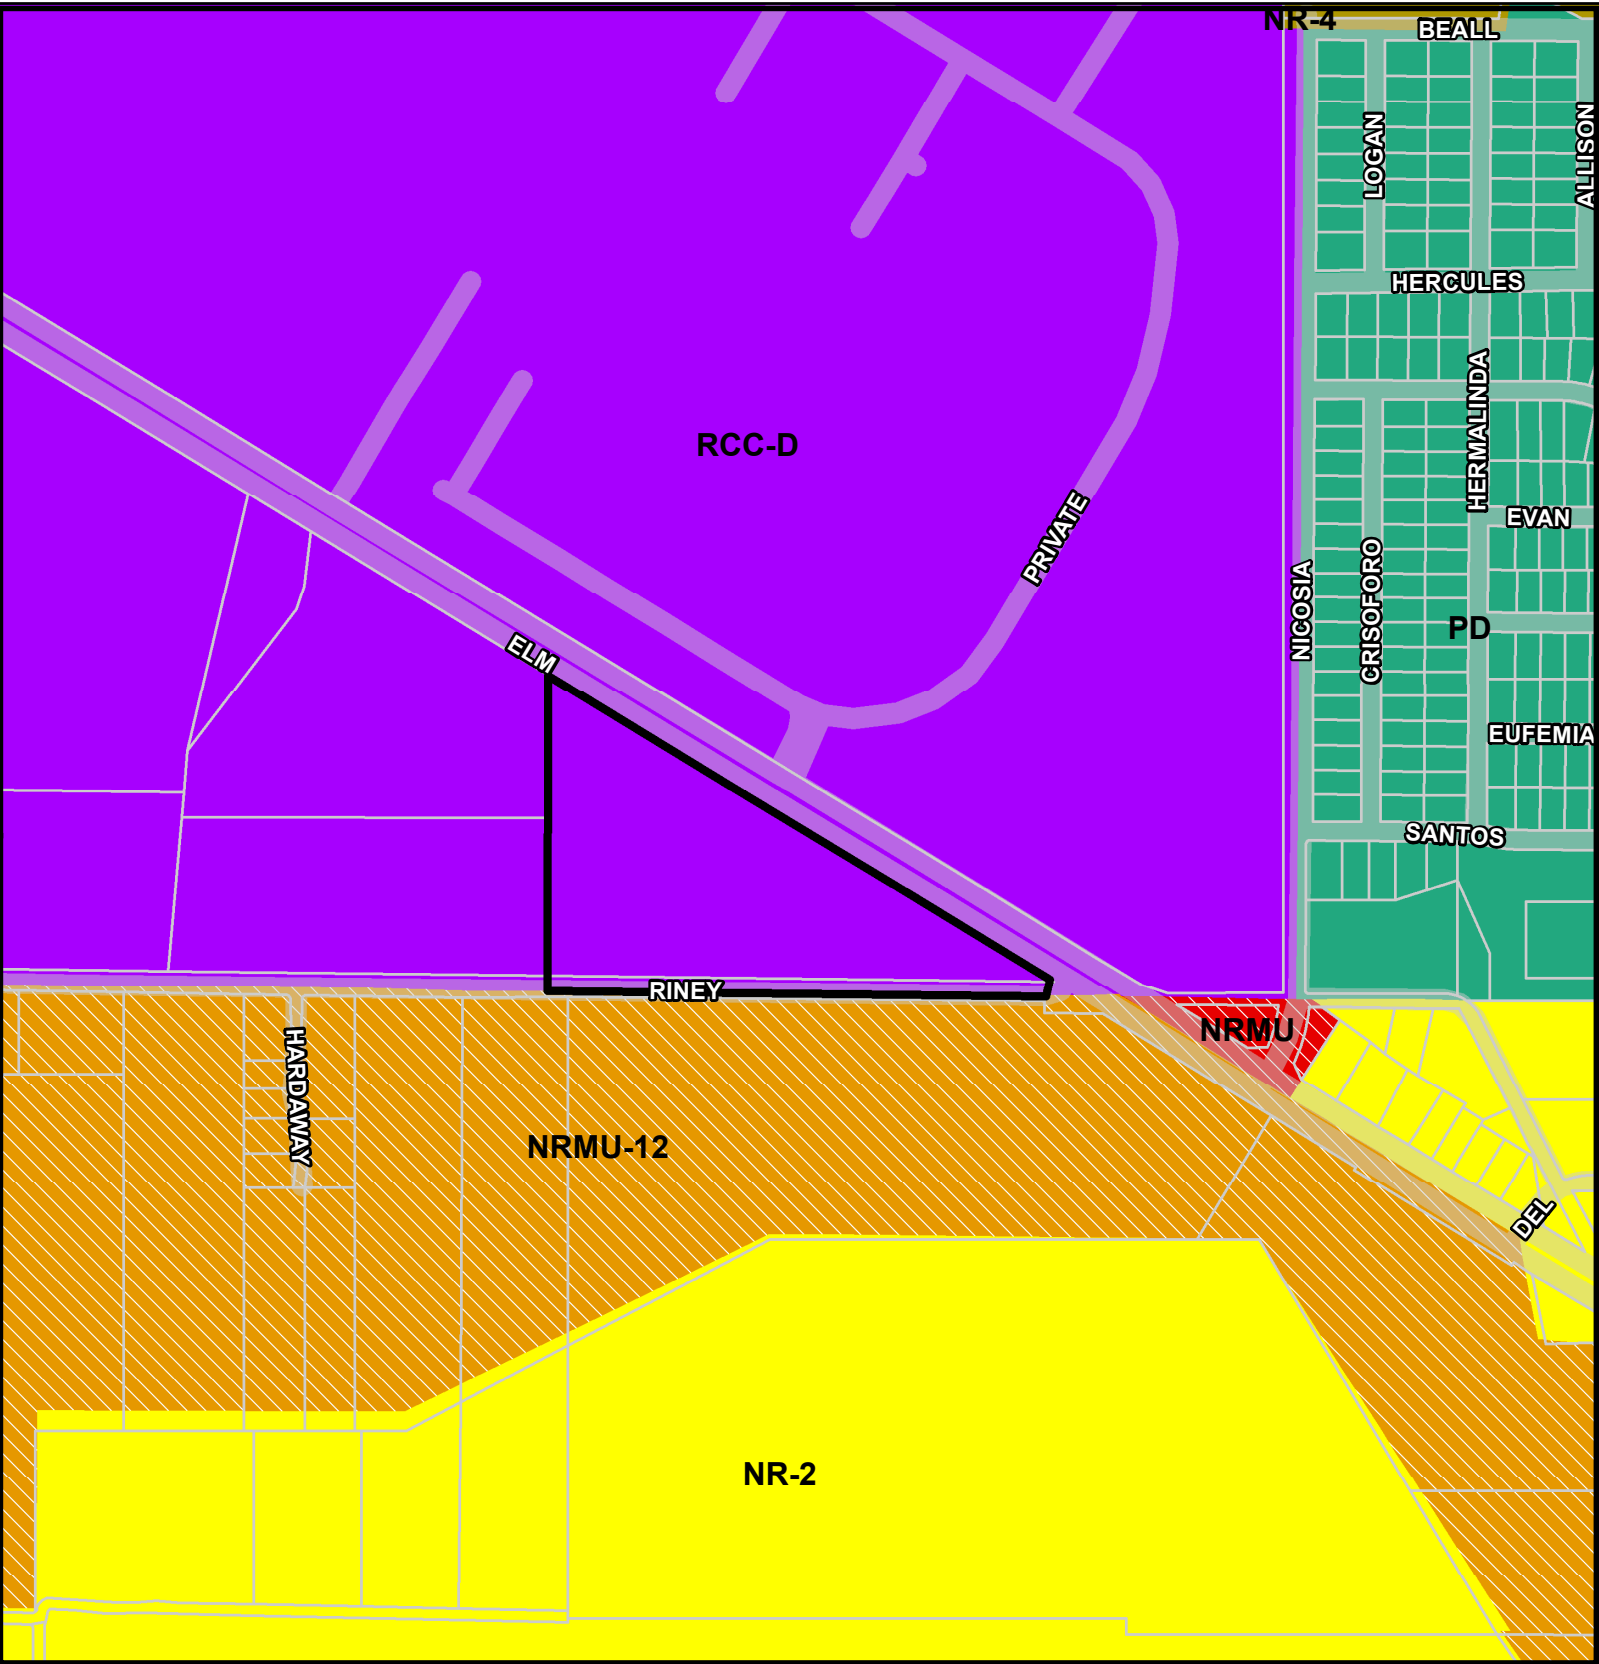 NR-4
BEALL
LOGAN
ALLISON
HERCULES
HERMALINDA
RCC-D
PRIVATE
EVAN
NICOSIA
CRISOFORO
PD
ELM
EUFEMIA
SANTOS
RINEY
NRMU
HARDAWAY
NRMU-12
DEL
NR-2